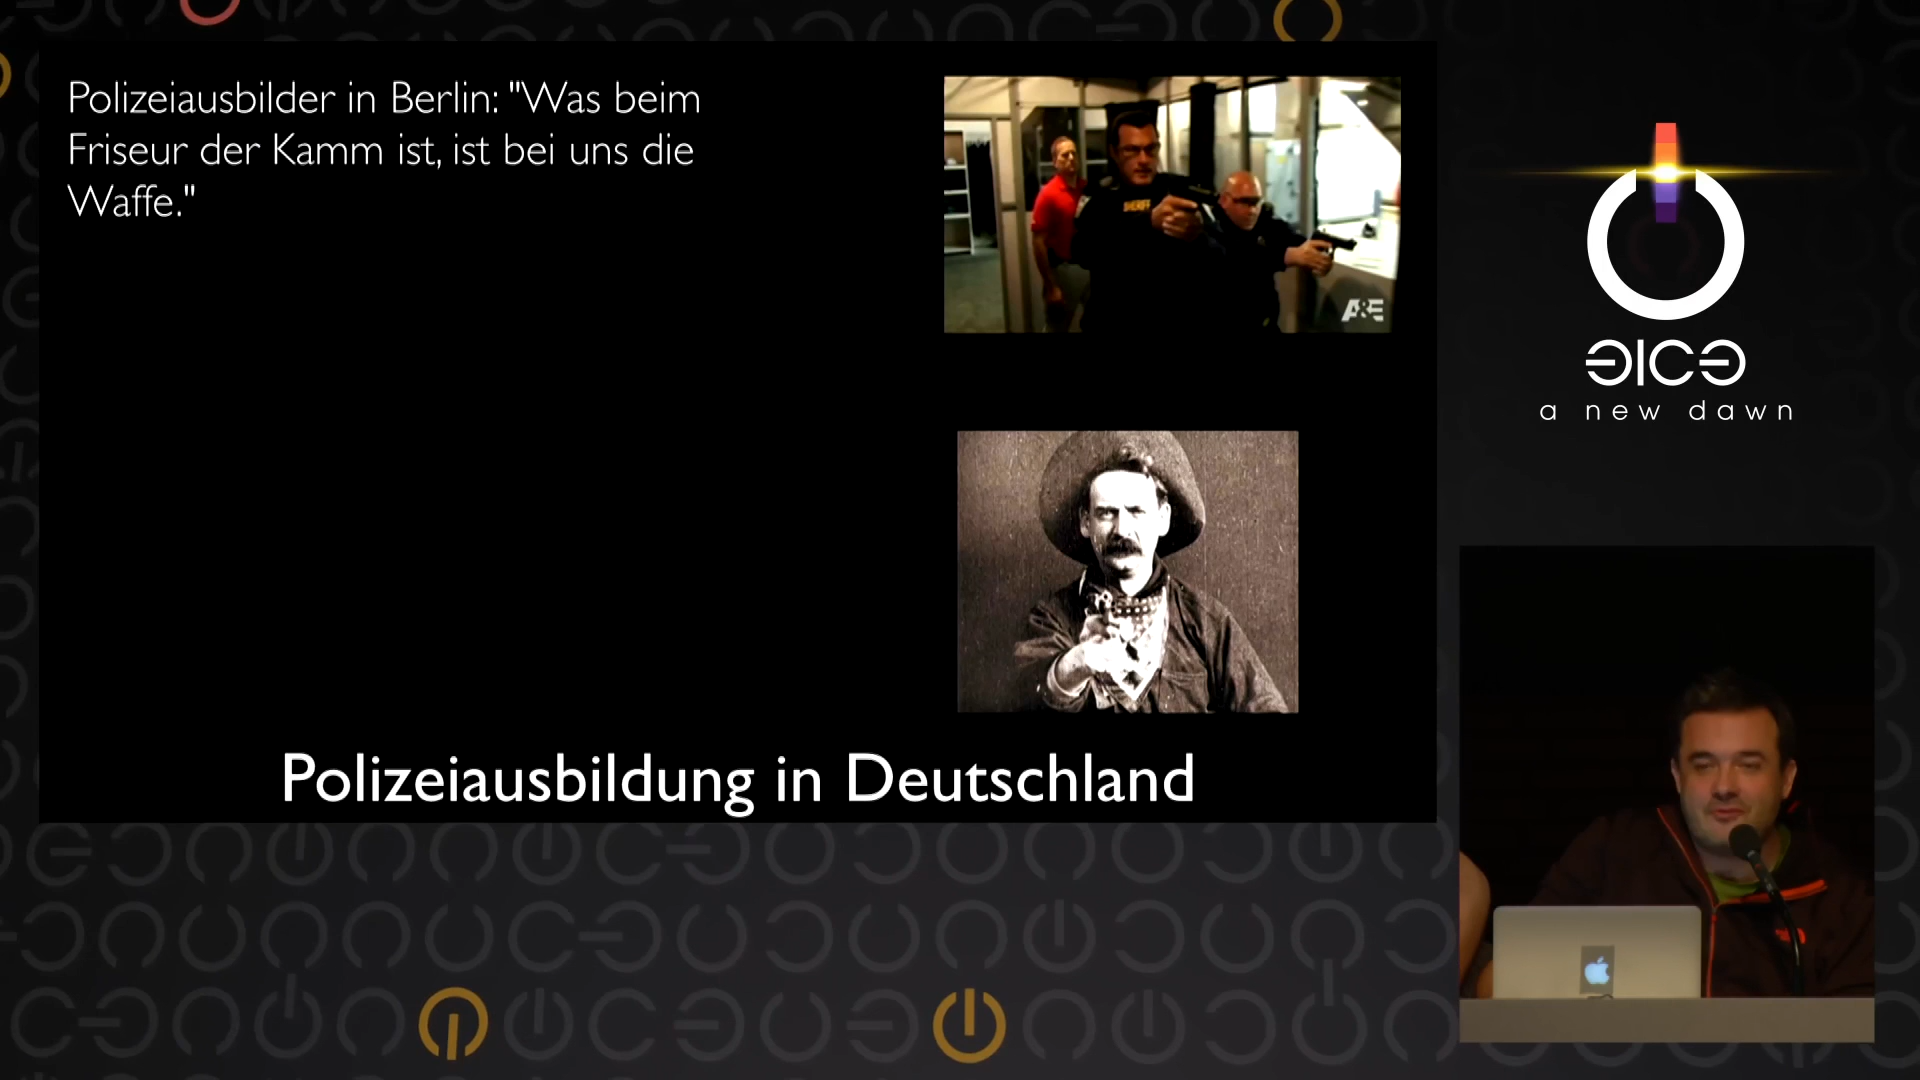 Polizeiausbilder in Berlin: "Was beim
Friseur der Kamm ist, ist bei uns die
Waffe."
SHERIFF
A&E
Polizeiausbildung in Deutschland
a new dawn